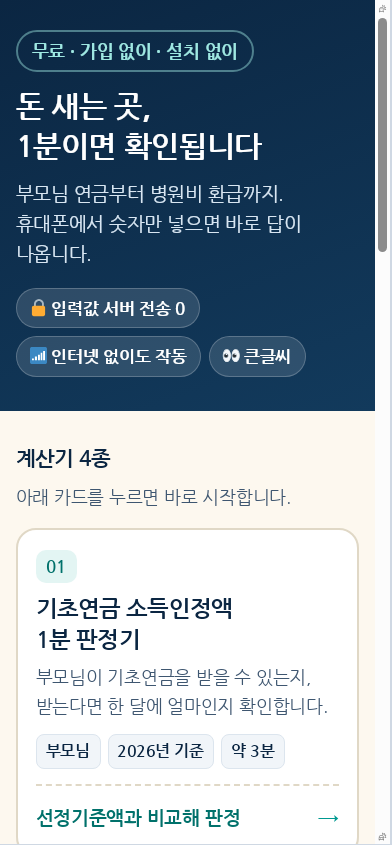 무료 · 가입 없이 · 설치 없이
돈 새는 곳,
1분이면 확인됩니다
부모님 연금부터 병원비 환급까지.
휴대폰에서 숫자만 넣으면 바로 답이
나옵니다.
🔒 입력값 서버 전송 0
📶 인터넷 없이도 작동
👀 큰글씨
계산기 4종
아래 카드를 누르면 바로 시작합니다.
01
기초연금 소득인정액
1분 판정기
부모님이 기초연금을 받을 수 있는지,
받는다면 한 달에 얼마인지 확인합니다.
부모님 2026년 기준 약 3분
선정기준액과 비교해 판정 →